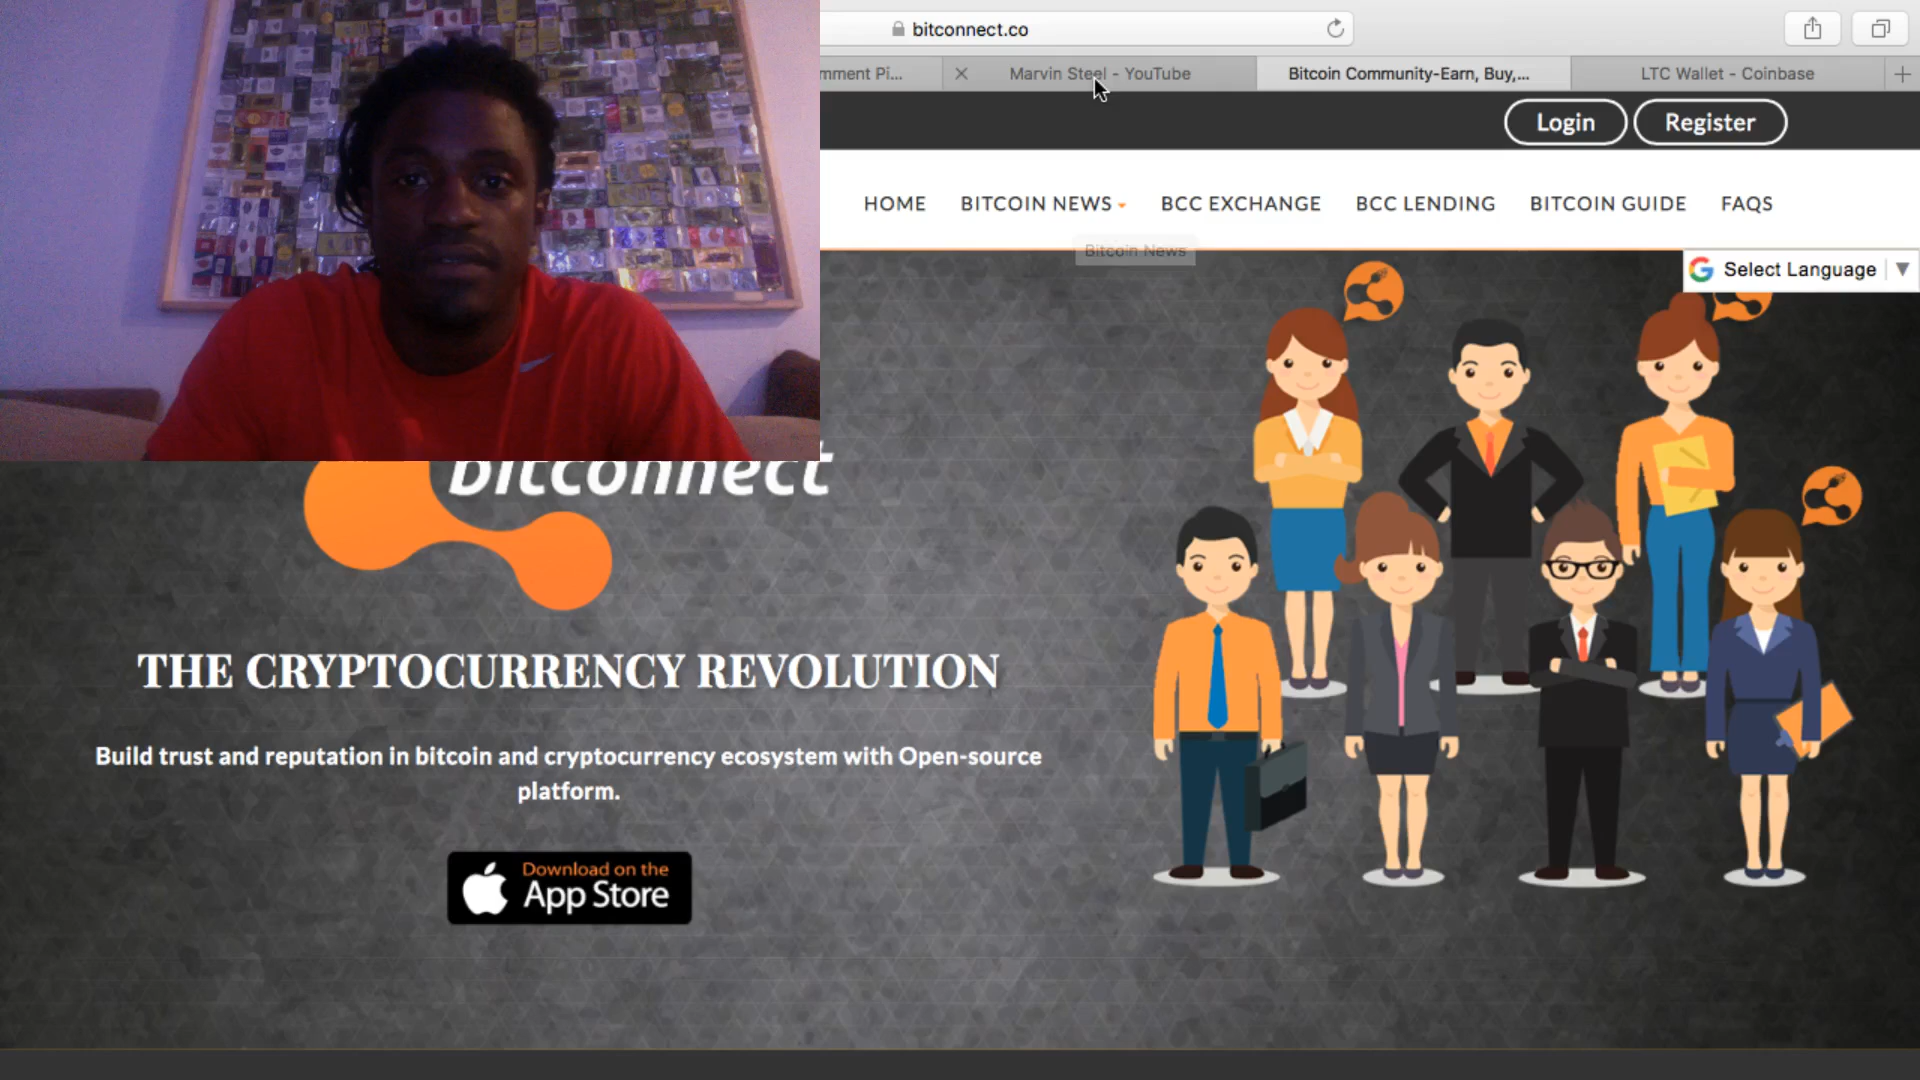 bitconnect.co
mment Pi...
Marvin Steel - YouTube
Bitcoin Community-Earn, Buy,...
LTC Wallet - Coinbase
Login
Register
HOME
BITCOIN NEWS
BCC EXCHANGE
BCC LENDING
BITCOIN GUIDE
FAQS
Bitcoin News
Select Language
bitconnect
THE CRYPTOCURRENCY REVOLUTION
Build trust and reputation in bitcoin and cryptocurrency ecosystem with Open-source
platform.
Download on the
App Store